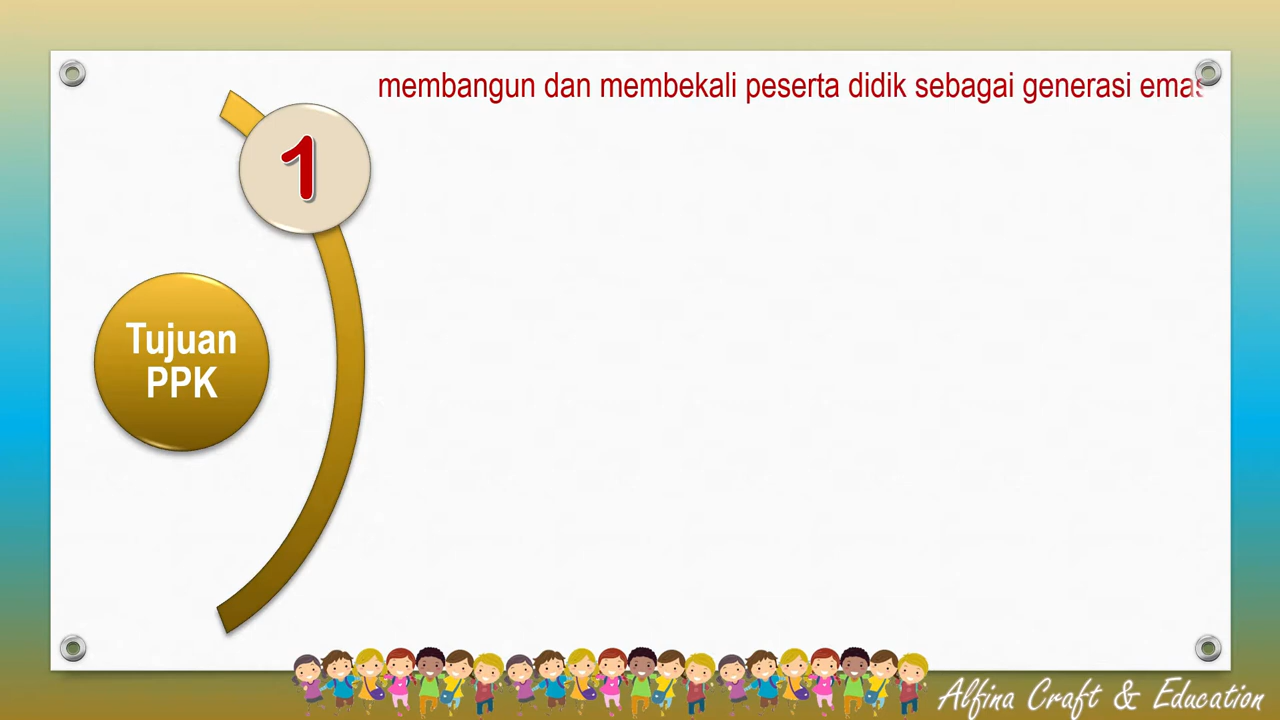 membangun dan membekali peserta didik sebagai generasi emas
1
Tujuan
PPK
Alfina Craft & Education